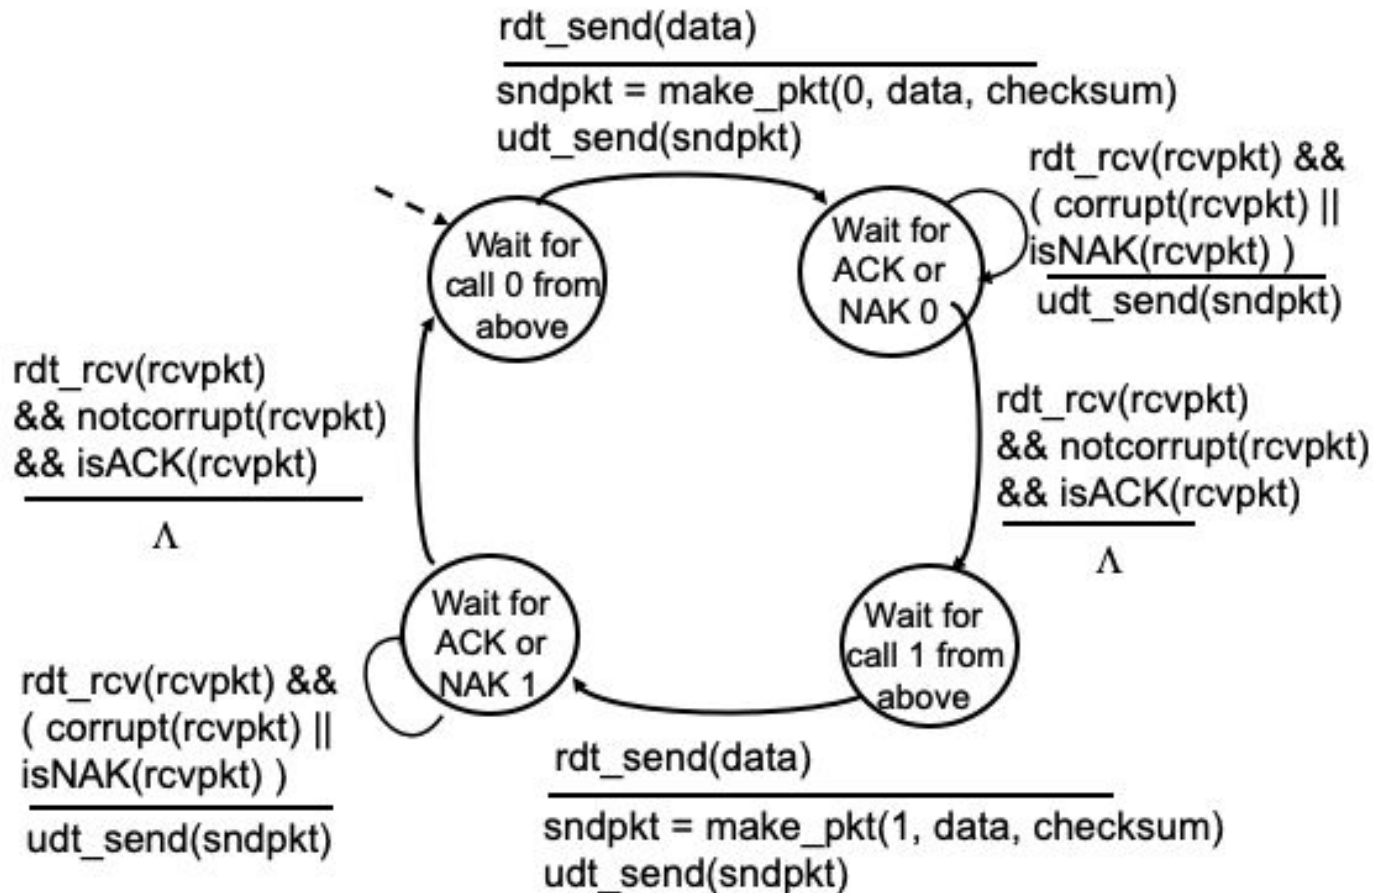 rdt_send(data)
sndpkt = make_pkt(0, data, checksum)
udt_send(sndpkt)
rdt_rcv(rcvpkt) &&
( corrupt(rcvpkt) ||
isNAK(rcvpkt) )
udt_send(sndpkt)
Wait for
call 0 from
above
Wait for
ACK or
NAK 0
rdt_rcv(rcvpkt)
&& notcorrupt(rcvpkt)
&& isACK(rcvpkt)
Λ
rdt_rcv(rcvpkt)
&& notcorrupt(rcvpkt)
&& isACK(rcvpkt)
Λ
Wait for
ACK or
NAK 1
Wait for
call 1 from
above
rdt_rcv(rcvpkt) &&
( corrupt(rcvpkt) ||
isNAK(rcvpkt) )
udt_send(sndpkt)
rdt_send(data)
sndpkt = make_pkt(1, data, checksum)
udt_send(sndpkt)